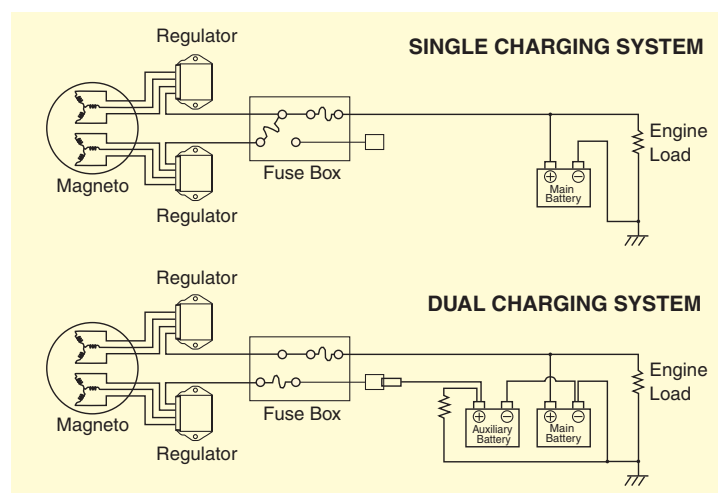 Regulator
SINGLE CHARGING SYSTEM
Magneto
Fuse Box
Regulator
Engine
Load
+ −
Main
Battery
Regulator
DUAL CHARGING SYSTEM
Magneto
Fuse Box
Regulator
Engine
Load
+ −
Auxiliary
Battery
+ −
Main
Battery